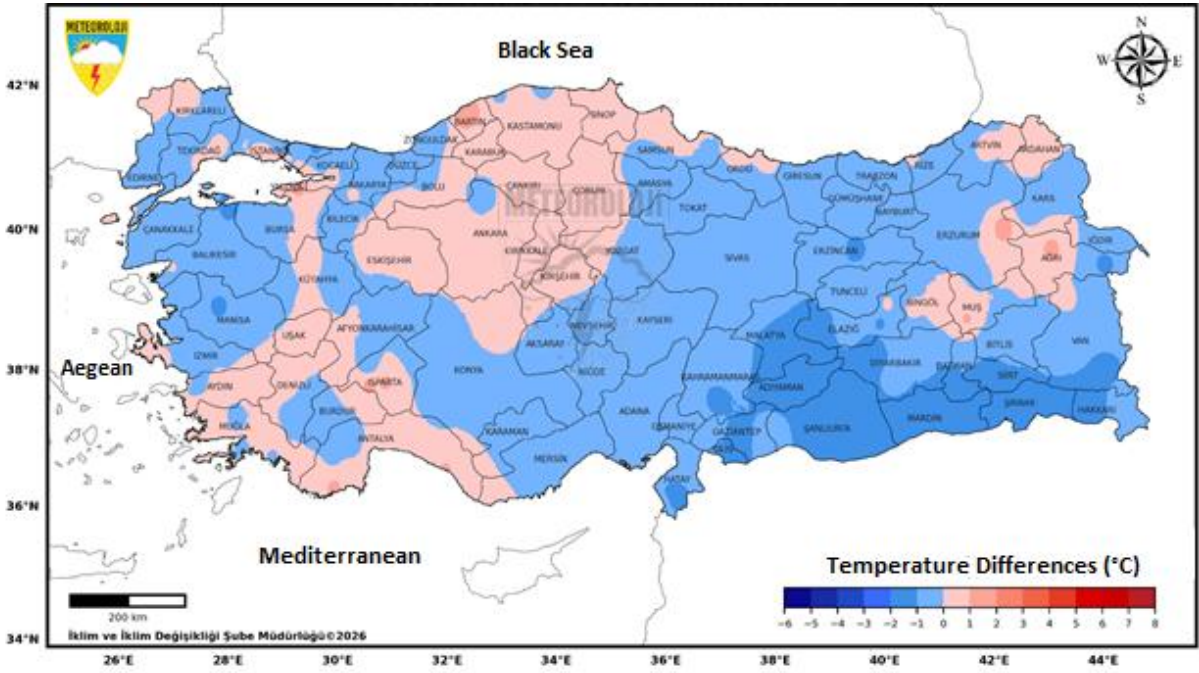 METEOROLOJİ
Black Sea
N
W
E
S
42°N
KIRKLARELİ
BARTIN
KASTAMONU
SİNOP
ZONGULDAK
TEKİRDAĞ
İSTANBUL
KARABÜK
SAMSUN
ARTVİN
ARDAHAN
EDİRNE
KOCAELİ
DÜZCE
ORDU
GİRESUN
TRABZON
RİZE
SAKARYA
BOLU
ÇANKIRI
ÇORUM
AMASYA
TOKAT
GÜMÜŞHANE
BAYBURT
KARS
METEOROLOJİ
40°N
ÇANAKKALE
BURSA
BİLECİK
ANKARA
ERZURUM
IĞDIR
BALIKESİR
ESKİŞEHİR
KIRIKKALE
YOZGAT
SİVAS
ERZİNCAN
AĞRI
KÜTAHYA
KIRŞEHİR
TUNCELİ
BİNGÖL
MUŞ
MANİSA
UŞAK
AFYONKARAHİSAR
NEVŞEHİR
KAYSERİ
MALATYA
ELAZIĞ
BİTLİS
VAN
İZMİR
AKSARAY
38°N
Aegean
AYDIN
DENİZLİ
ISPARTA
KONYA
NİĞDE
KAHRAMANMARAŞ
ADIYAMAN
DİYARBAKIR
BATMAN
SİİRT
BURDUR
ADANA
ŞIRNAK
HAKKARİ
MUĞLA
ANTALYA
KARAMAN
OSMANİYE
GAZİANTEP
ŞANLIURFA
MARDİN
MERSİN
KİLİS
HATAY
36°N
Mediterranean
Temperature Differences (°C)
−6 −5 −4 −3 −2 −1 0 1 2 3 4 5 6 7 8
200 km
İklim ve İklim Değişikliği Şube Müdürlüğü©2026
34°N
26°E 28°E 30°E 32°E 34°E 36°E 38°E 40°E 42°E 44°E